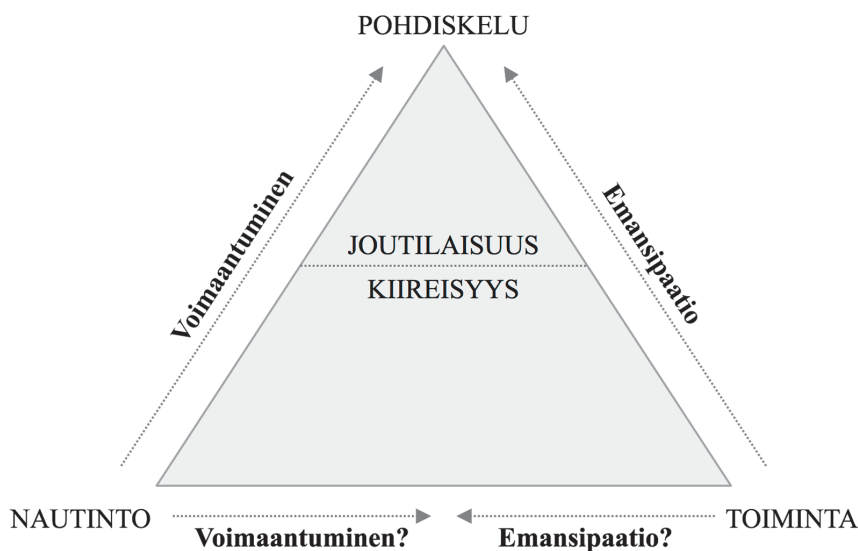 POHDISKELU
Voimaantuminen
Emansipaatio
JOUTILAISUUS
KIIREISYYS
NAUTINTO
TOIMINTA
Voimaantuminen?
Emansipaatio?